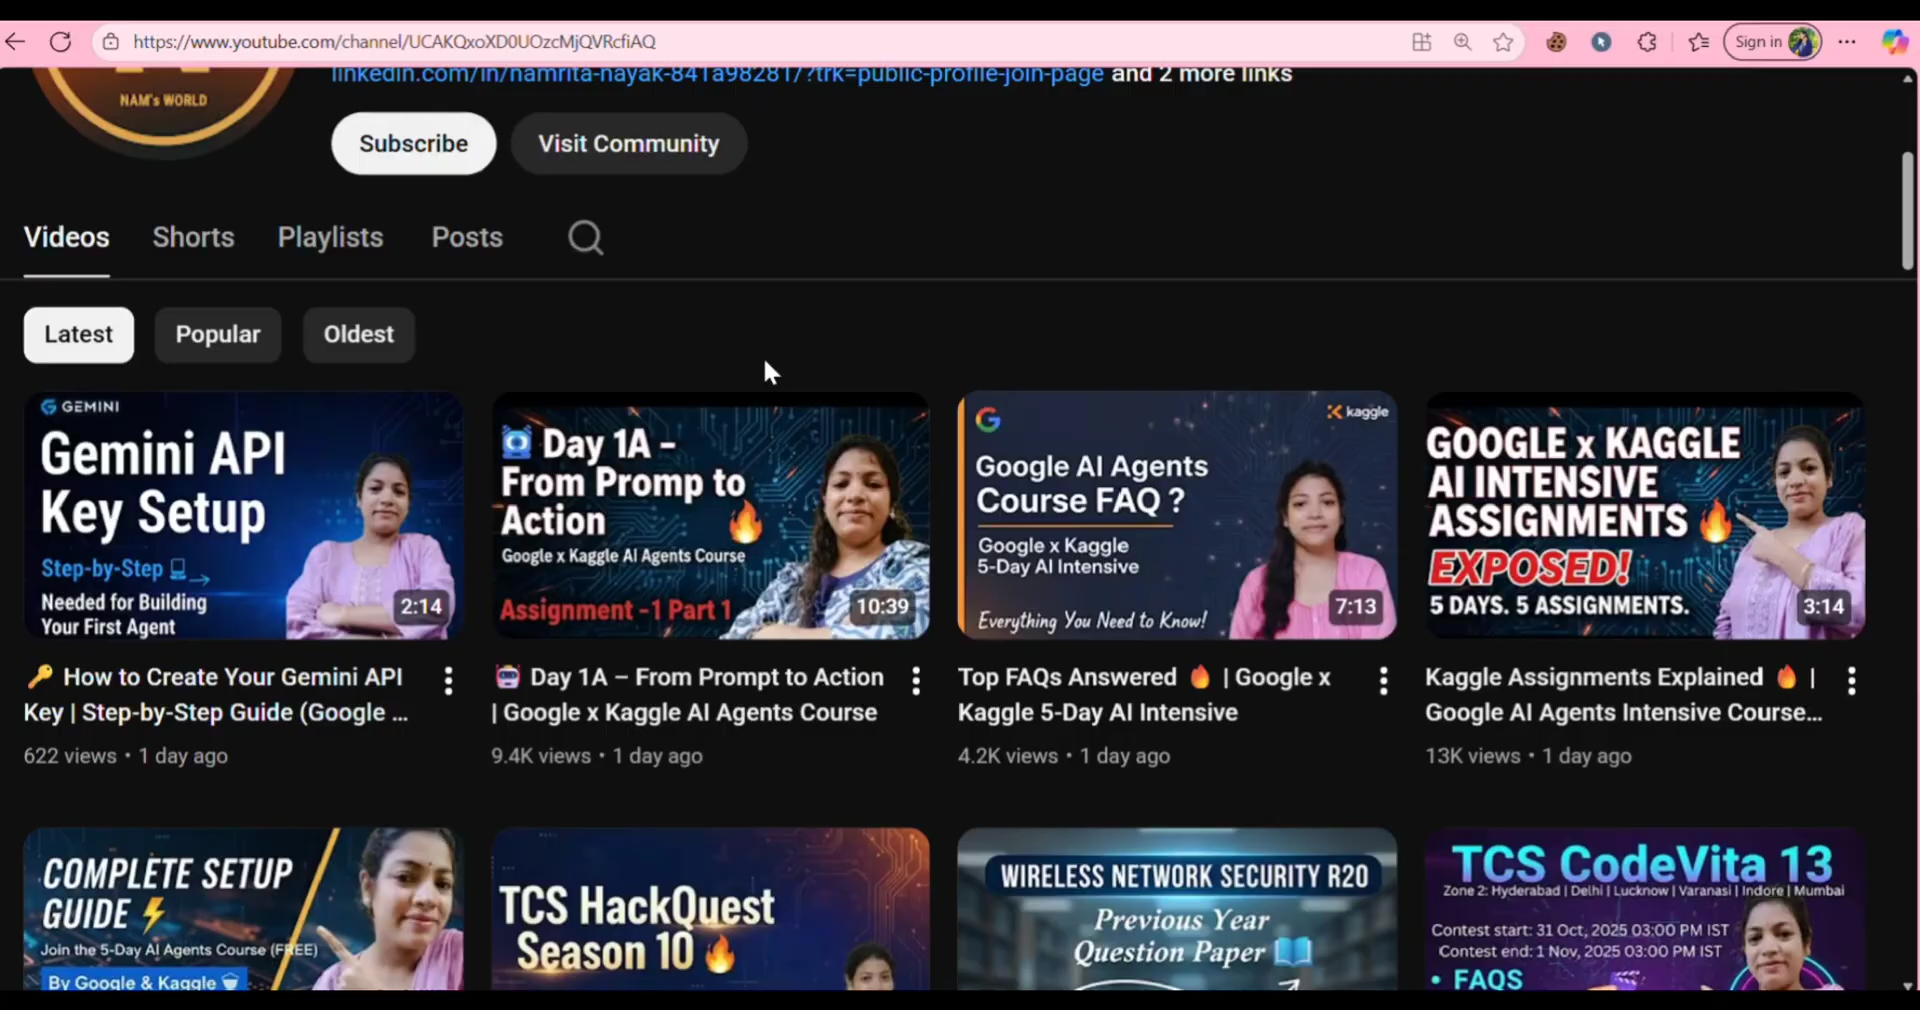 https://www.youtube.com/channel/UCAKQxoXD0UOzcMjQVRcfiAQ
Sign in
NAM's WORLD
linkedin.com/in/namrita-nayak-841a98281/?trk=public-profile-join-page and 2 more links
Subscribe
Visit Community
Videos
Shorts
Playlists
Posts
Latest
Popular
Oldest
GEMINI
Gemini API
Key Setup
Step-by-Step
Needed for Building
Your First Agent
2:14
Day 1A -
From Promp to
Action
Google x Kaggle AI Agents Course
Assignment -1 Part 1
10:39
kaggle
Google AI Agents
Course FAQ ?
Google x Kaggle
5-Day AI Intensive
Everything You Need to Know!
7:13
GOOGLE x KAGGLE
AI INTENSIVE
ASSIGNMENTS
EXPOSED!
5 DAYS. 5 ASSIGNMENTS.
3:14
🔑 How to Create Your Gemini API
Key | Step-by-Step Guide (Google ...
622 views • 1 day ago
🤖 Day 1A – From Prompt to Action
| Google x Kaggle AI Agents Course
9.4K views • 1 day ago
Top FAQs Answered 🔥 | Google x
Kaggle 5-Day AI Intensive
4.2K views • 1 day ago
Kaggle Assignments Explained 🔥 |
Google AI Agents Intensive Course...
13K views • 1 day ago
COMPLETE SETUP
GUIDE ⚡
Join the 5-Day AI Agents Course (FREE)
By Google & Kaggle
TCS HackQuest
Season 10 🔥
WIRELESS NETWORK SECURITY R20
Previous Year
Question Paper
TCS CodeVita 13
Zone 2: Hyderabad | Delhi | Lucknow | Varanasi | Indore | Mumbai
Contest start: 31 Oct, 2025 03:00 PM IST
Contest end: 1 Nov, 2025 03:00 PM IST
• FAQS